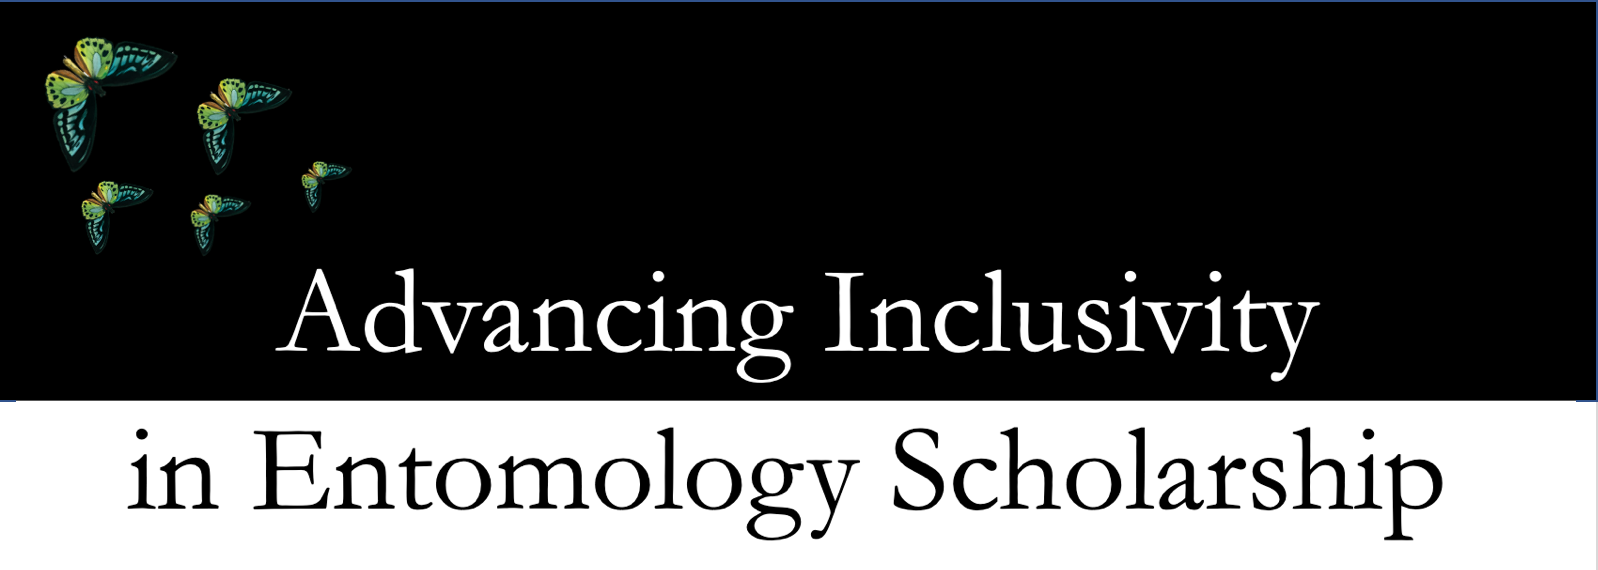 Advancing Inclusivity
in Entomology Scholarship